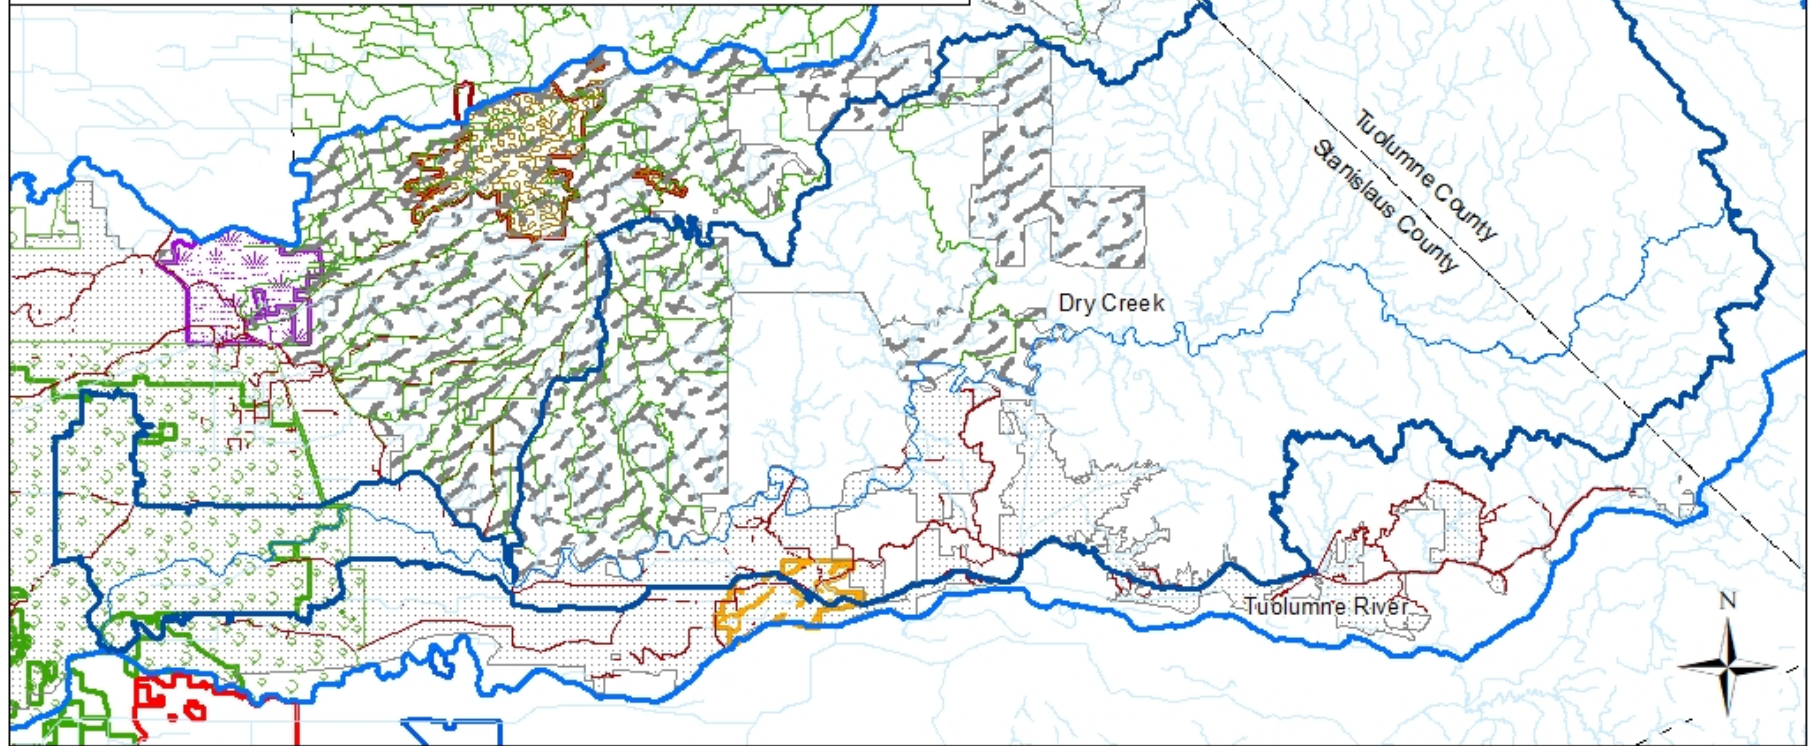 Tuolumne County
Stanislaus County
Dry Creek
Tuolumne River
N